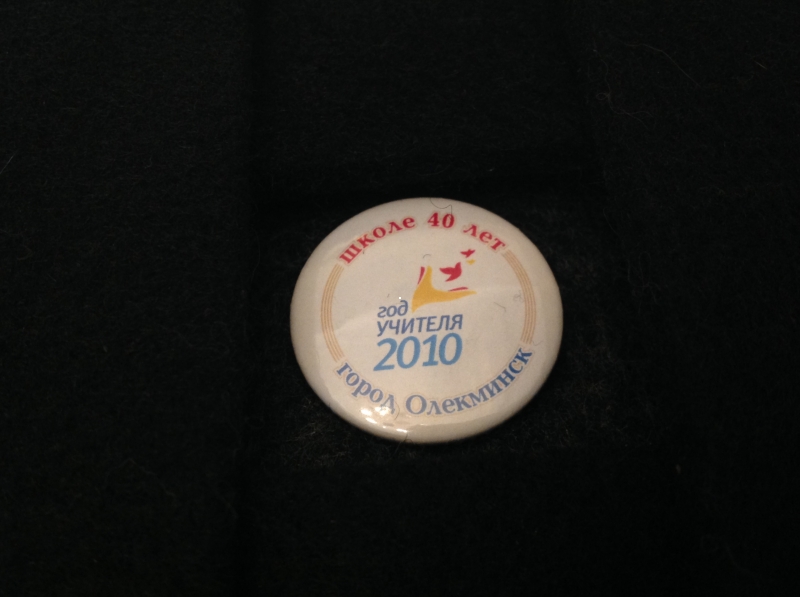 школе 40 лет
год
УЧИТЕЛЯ
2010
город Олекминск